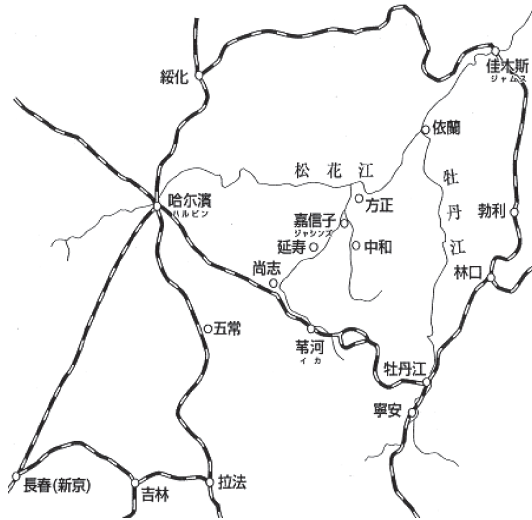 綏化
佳木斯
ジャムス
依蘭
松花江
牡丹江
哈尔濱
ハルビン
方正
嘉信子
ジャシンズ
勃利
延寿
中和
尚志
林口
五常
苇河
イカ
牡丹江
寧安
長春(新京)
吉林
拉法